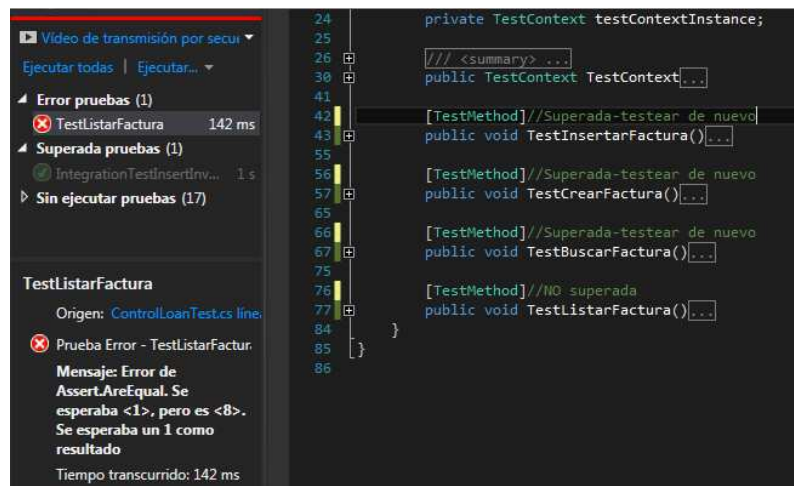 Vídeo de transmisión por secu
Ejecutar todas | Ejecutar...
Error pruebas (1)
TestListarFactura 142 ms
Superada pruebas (1)
IntegrationTestInsertInv... 1 s
Sin ejecutar pruebas (17)
TestListarFactura
Origen: ControlLoanTest.cs líne
Prueba Error - TestListarFactur
Mensaje: Error de
Assert.AreEqual. Se
esperaba <1>, pero es <8>.
Se esperaba un 1 como
resultado
Tiempo transcurrido: 142 ms
24 private TestContext testContextInstance;
25
26 /// <summary> ...
30 public TestContext TestContext...
41
42 [TestMethod]//Superada-testear de nuevo
43 public void TestInsertarFactura()...
55
56 [TestMethod]//Superada-testear de nuevo
57 public void TestCrearFactura()...
65
66 [TestMethod]//Superada-testear de nuevo
67 public void TestBuscarFactura()...
75
76 [TestMethod]//NO superada
77 public void TestListarFactura()...
84 }
85 }
86